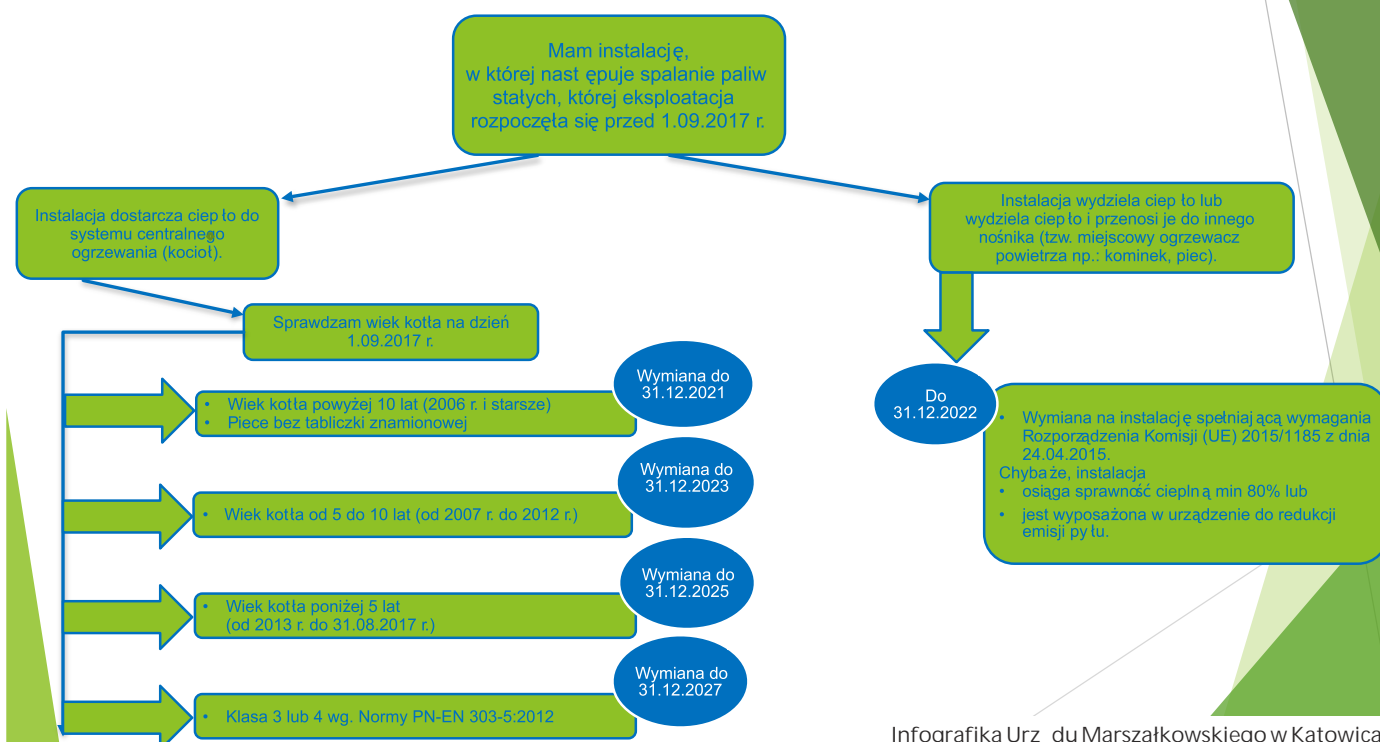 Mam instalację,
w której nast ępuje spalanie paliw
stałych, której eksploatacja
rozpoczęła się przed 1.09.2017 r.
Instalacja dostarcza ciep ło do
systemu centralnego
ogrzewania (kocioł).
Sprawdzam wiek kotła na dzień
1.09.2017 r.
Wymiana do
31.12.2021
• Wiek kotła powyżej 10 lat (2006 r. i starsze)
• Piece bez tabliczki znamionowej
Wymiana do
31.12.2023
• Wiek kotła od 5 do 10 lat (od 2007 r. do 2012 r.)
Wymiana do
31.12.2025
• Wiek kotła poniżej 5 lat
(od 2013 r. do 31.08.2017 r.)
Wymiana do
31.12.2027
• Klasa 3 lub 4 wg. Normy PN-EN 303-5:2012
Instalacja wydziela ciep ło lub
wydziela ciep ło i przenosi je do innego
nośnika (tzw. miejscowy ogrzewacz
powietrza np.: kominek, piec).
Do
31.12.2022
• Wymiana na instalację spełniającą wymagania
Rozporządzenia Komisji (UE) 2015/1185 z dnia
24.04.2015.
Chyba że, instalacja
• osiąga sprawność ciepln ą min 80% lub
• jest wyposażona w urządzenie do redukcji
emisji py łu.
Infografika Urz du Marszałkowskiego w Katowica